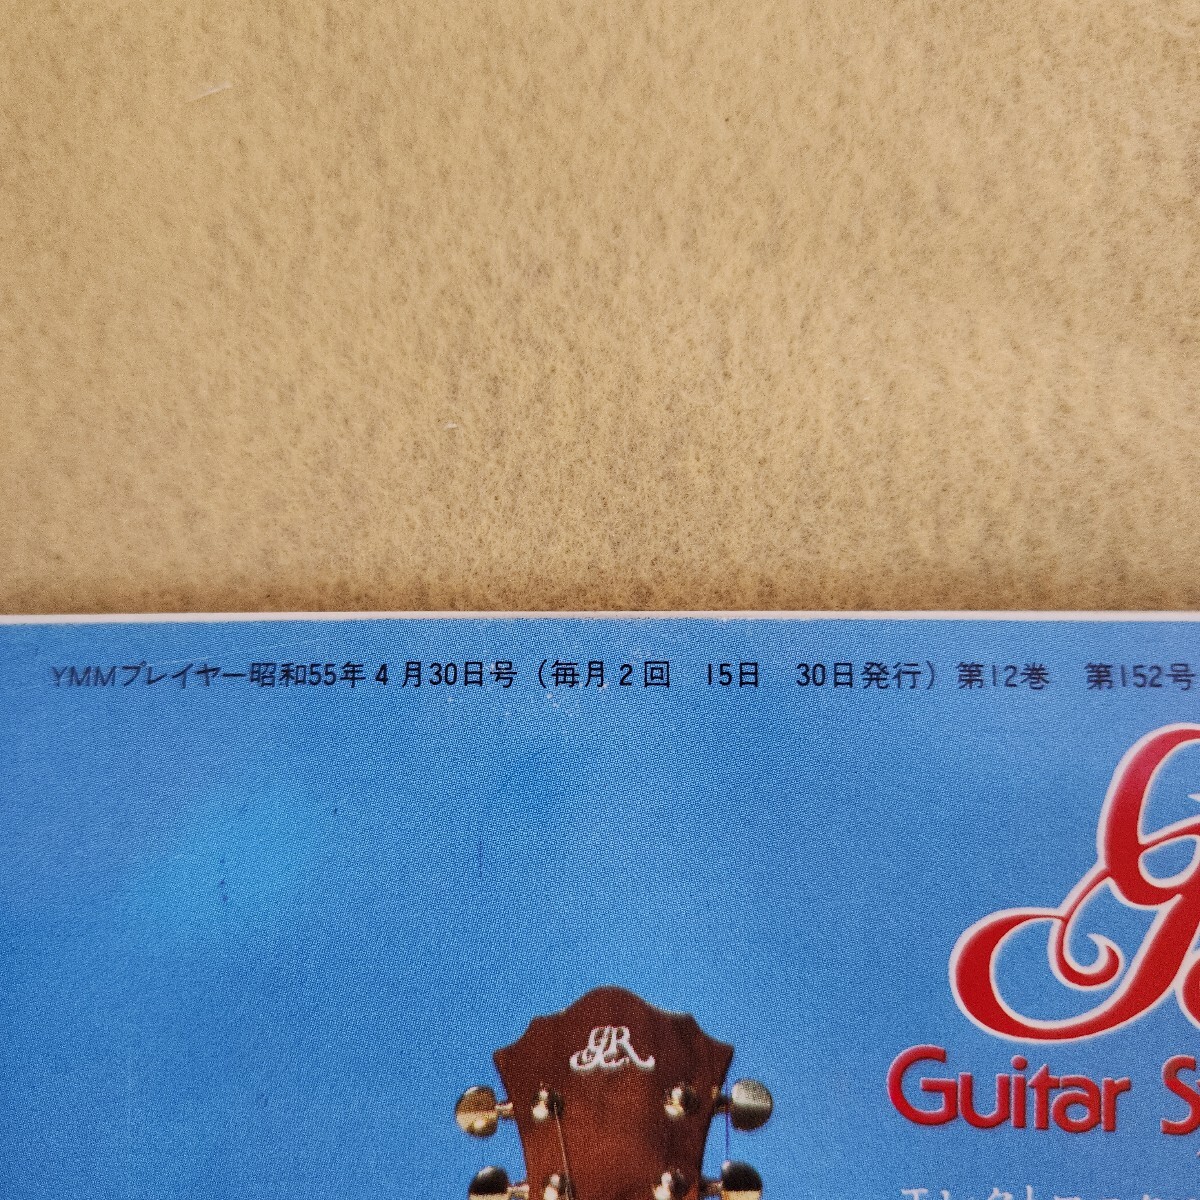 YMMプレイヤー昭和55年4月30日号（毎月2回　15日　30日発行）第12巻　第152号
GR
Guitar S